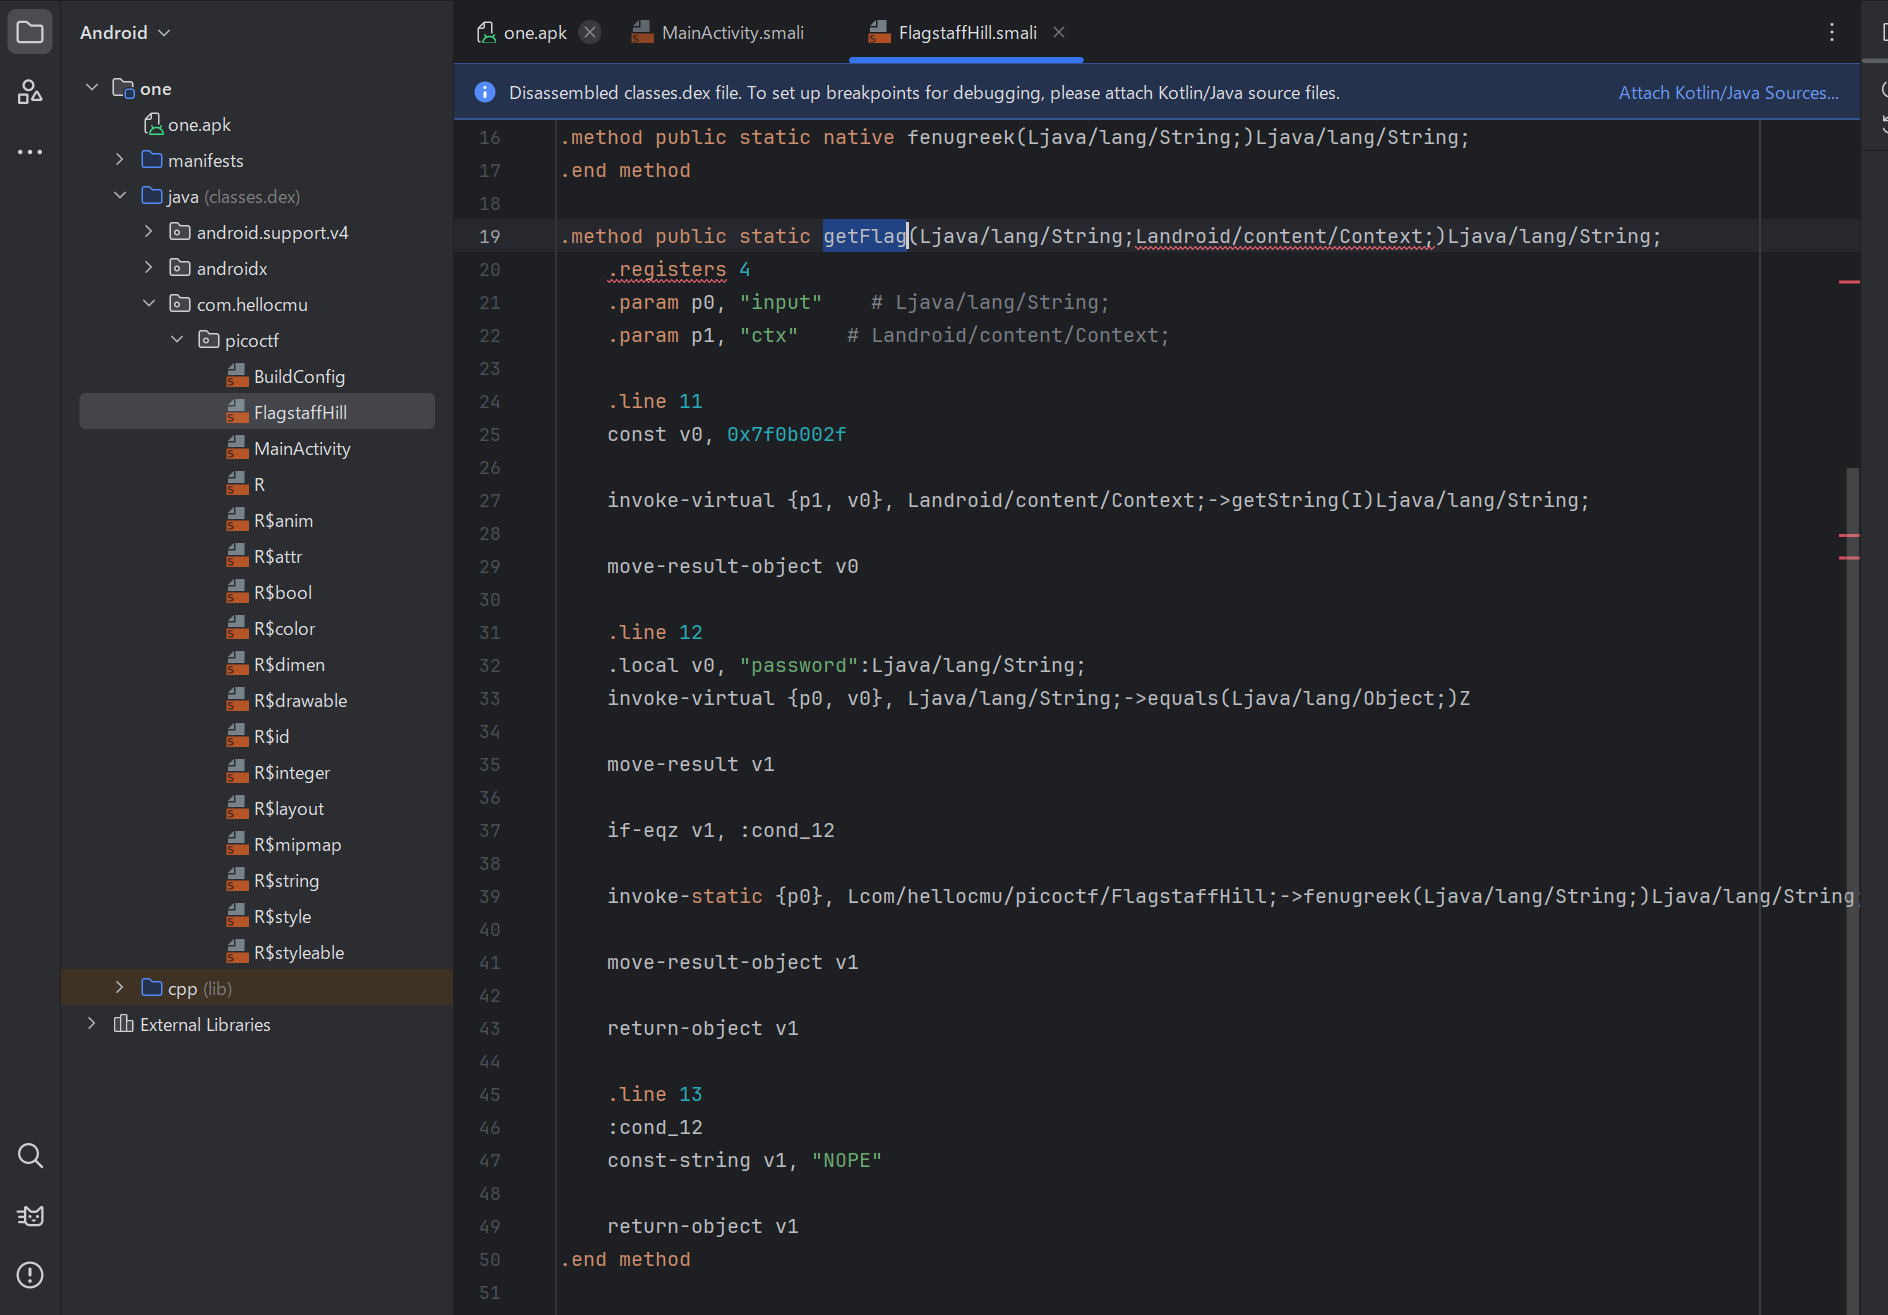 Android
one
one.apk
manifests
java (classes.dex)
android.support.v4
androidx
com.hellocmu
picoctf
BuildConfig
FlagstaffHill
MainActivity
R
R$anim
R$attr
R$bool
R$color
R$dimen
R$drawable
R$id
R$integer
R$layout
R$mipmap
R$string
R$style
R$styleable
cpp (lib)
External Libraries
one.apk
MainActivity.smali
FlagstaffHill.smali
Disassembled classes.dex file. To set up breakpoints for debugging, please attach Kotlin/Java source files.
Attach Kotlin/Java Sources...
16 .method public static native fenugreek(Ljava/lang/String;)Ljava/lang/String;
17 .end method
18
19 .method public static getFlag(Ljava/lang/String;Landroid/content/Context;)Ljava/lang/String;
20 .registers 4
21 .param p0, "input"    # Ljava/lang/String;
22 .param p1, "ctx"    # Landroid/content/Context;
23
24 .line 11
25 const v0, 0x7f0b002f
26
27 invoke-virtual {p1, v0}, Landroid/content/Context;->getString(I)Ljava/lang/String;
28
29 move-result-object v0
30
31 .line 12
32 .local v0, "password":Ljava/lang/String;
33 invoke-virtual {p0, v0}, Ljava/lang/String;->equals(Ljava/lang/Object;)Z
34
35 move-result v1
36
37 if-eqz v1, :cond_12
38
39 invoke-static {p0}, Lcom/hellocmu/picoctf/FlagstaffHill;->fenugreek(Ljava/lang/String;)Ljava/lang/String;
40
41 move-result-object v1
42
43 return-object v1
44
45 .line 13
46 :cond_12
47 const-string v1, "NOPE"
48
49 return-object v1
50 .end method
51